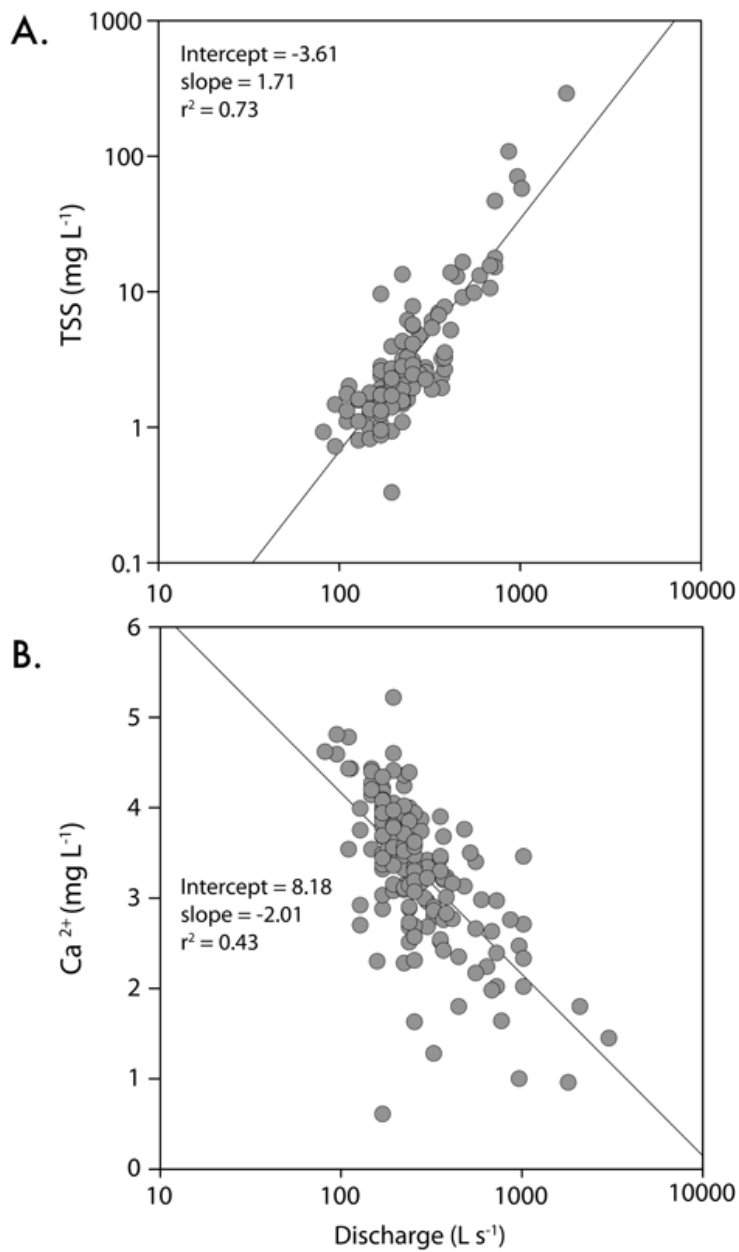 A.
1000
Intercept = -3.61
slope = 1.71
r² = 0.73
100
TSS (mg L⁻¹)
10
1
0.1
10 100 1000 10000
B.
6
5
4
Ca ²⁺ (mg L⁻¹)
Intercept = 8.18
slope = -2.01
r² = 0.43
3
2
1
0
10 100 1000 10000
Discharge (L s⁻¹)